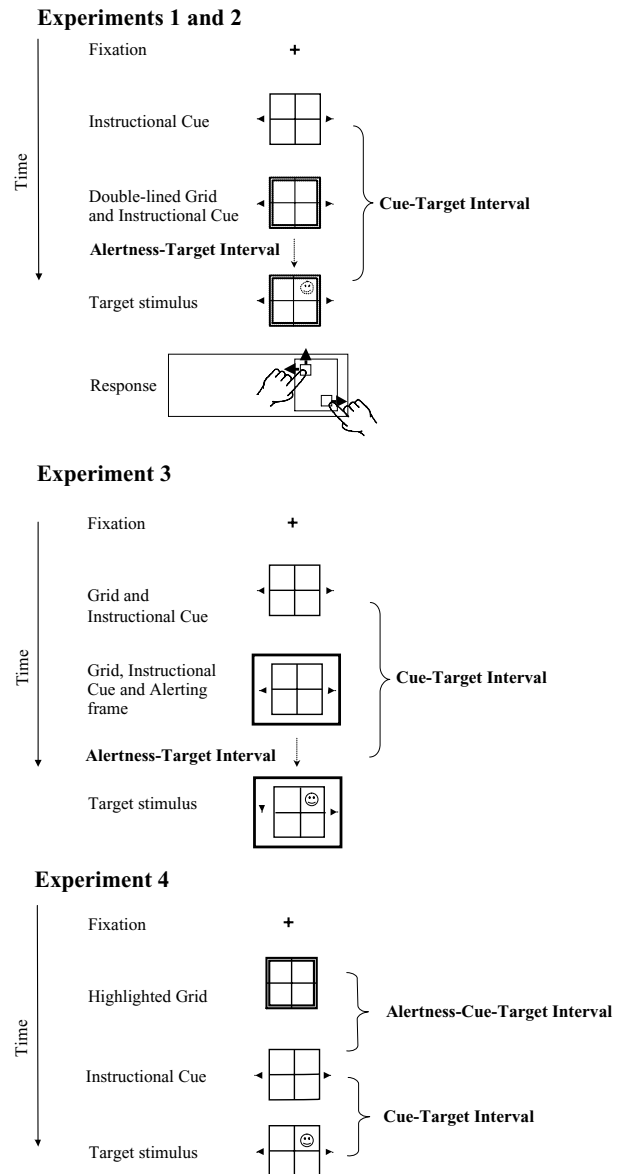 Experiments 1 and 2
Fixation
+
Instructional Cue
Time
Double-lined Grid
and Instructional Cue
Cue-Target Interval
Alertness-Target Interval
Target stimulus
Response
Experiment 3
Fixation
+
Grid and
Instructional Cue
Time
Grid, Instructional
Cue and Alerting
frame
Cue-Target Interval
Alertness-Target Interval
Target stimulus
Experiment 4
Fixation
+
Highlighted Grid
Alertness-Cue-Target Interval
Time
Instructional Cue
Cue-Target Interval
Target stimulus